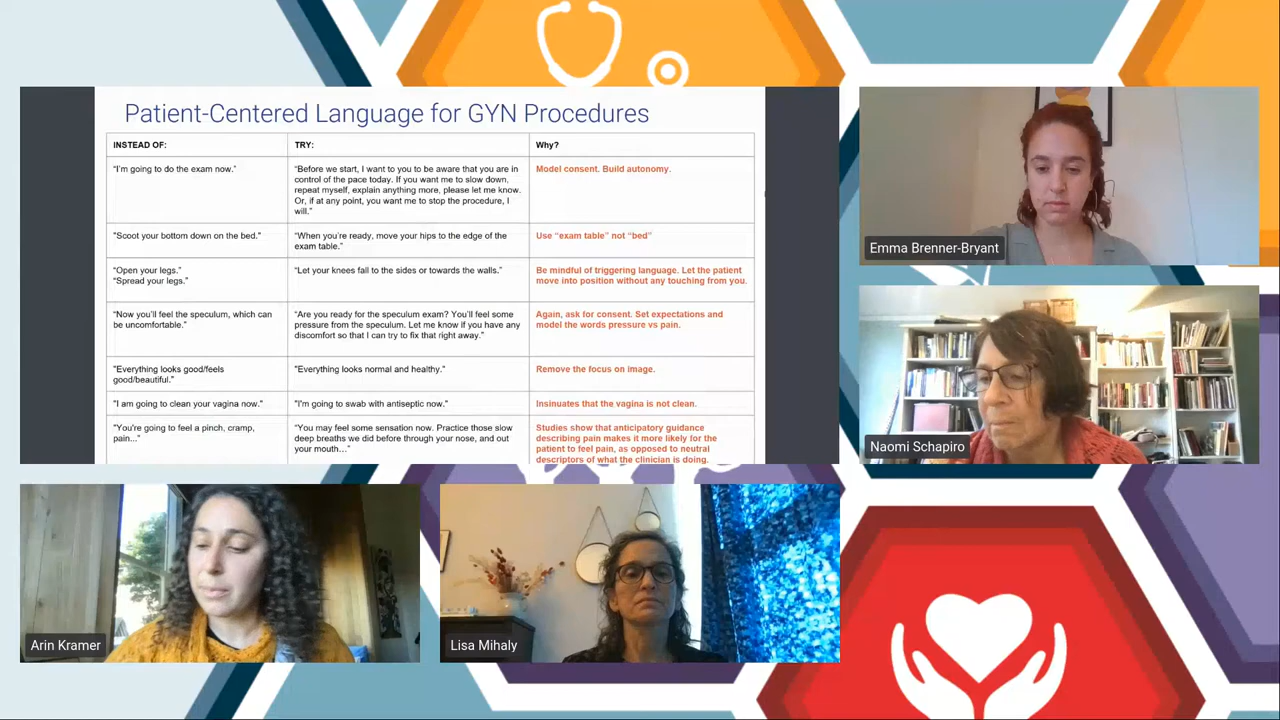 Patient-Centered Language for GYN Procedures
INSTEAD OF:
TRY:
Why?
"I'm going to do the exam now."
"Before we start, I want to you to be aware that you are in
control of the pace today. If you want me to slow down,
repeat myself, explain anything more, please let me know.
Or, if at any point, you want me to stop the procedure, I
will."
Model consent. Build autonomy.
"Scoot your bottom down on the bed."
"When you're ready, move your hips to the edge of the
exam table."
Use "exam table" not "bed"
"Open your legs."
"Spread your legs."
"Let your knees fall to the sides or towards the walls."
Be mindful of triggering language. Let the patient
move into position without any touching from you.
"Now you'll feel the speculum, which can
be uncomfortable."
"Are you ready for the speculum exam? You'll feel some
pressure from the speculum. Let me know if you have any
discomfort so that I can try to fix that right away."
Again, ask for consent. Set expectations and
model the words pressure vs pain.
"Everything looks good/feels
good/beautiful."
"Everything looks normal and healthy."
Remove the focus on image.
"I am going to clean your vagina now."
"I'm going to swab with antiseptic now."
Insinuates that the vagina is not clean.
"You're going to feel a pinch, cramp,
pain..."
"You may feel some sensation now. Practice those slow
deep breaths we did before through your nose, and out
your mouth..."
Studies show that anticipatory guidance
describing pain makes it more likely for the
patient to feel pain, as opposed to neutral
descriptors of what the clinician is doing.
Emma Brenner-Bryant
Naomi Schapiro
Arin Kramer
Lisa Mihaly